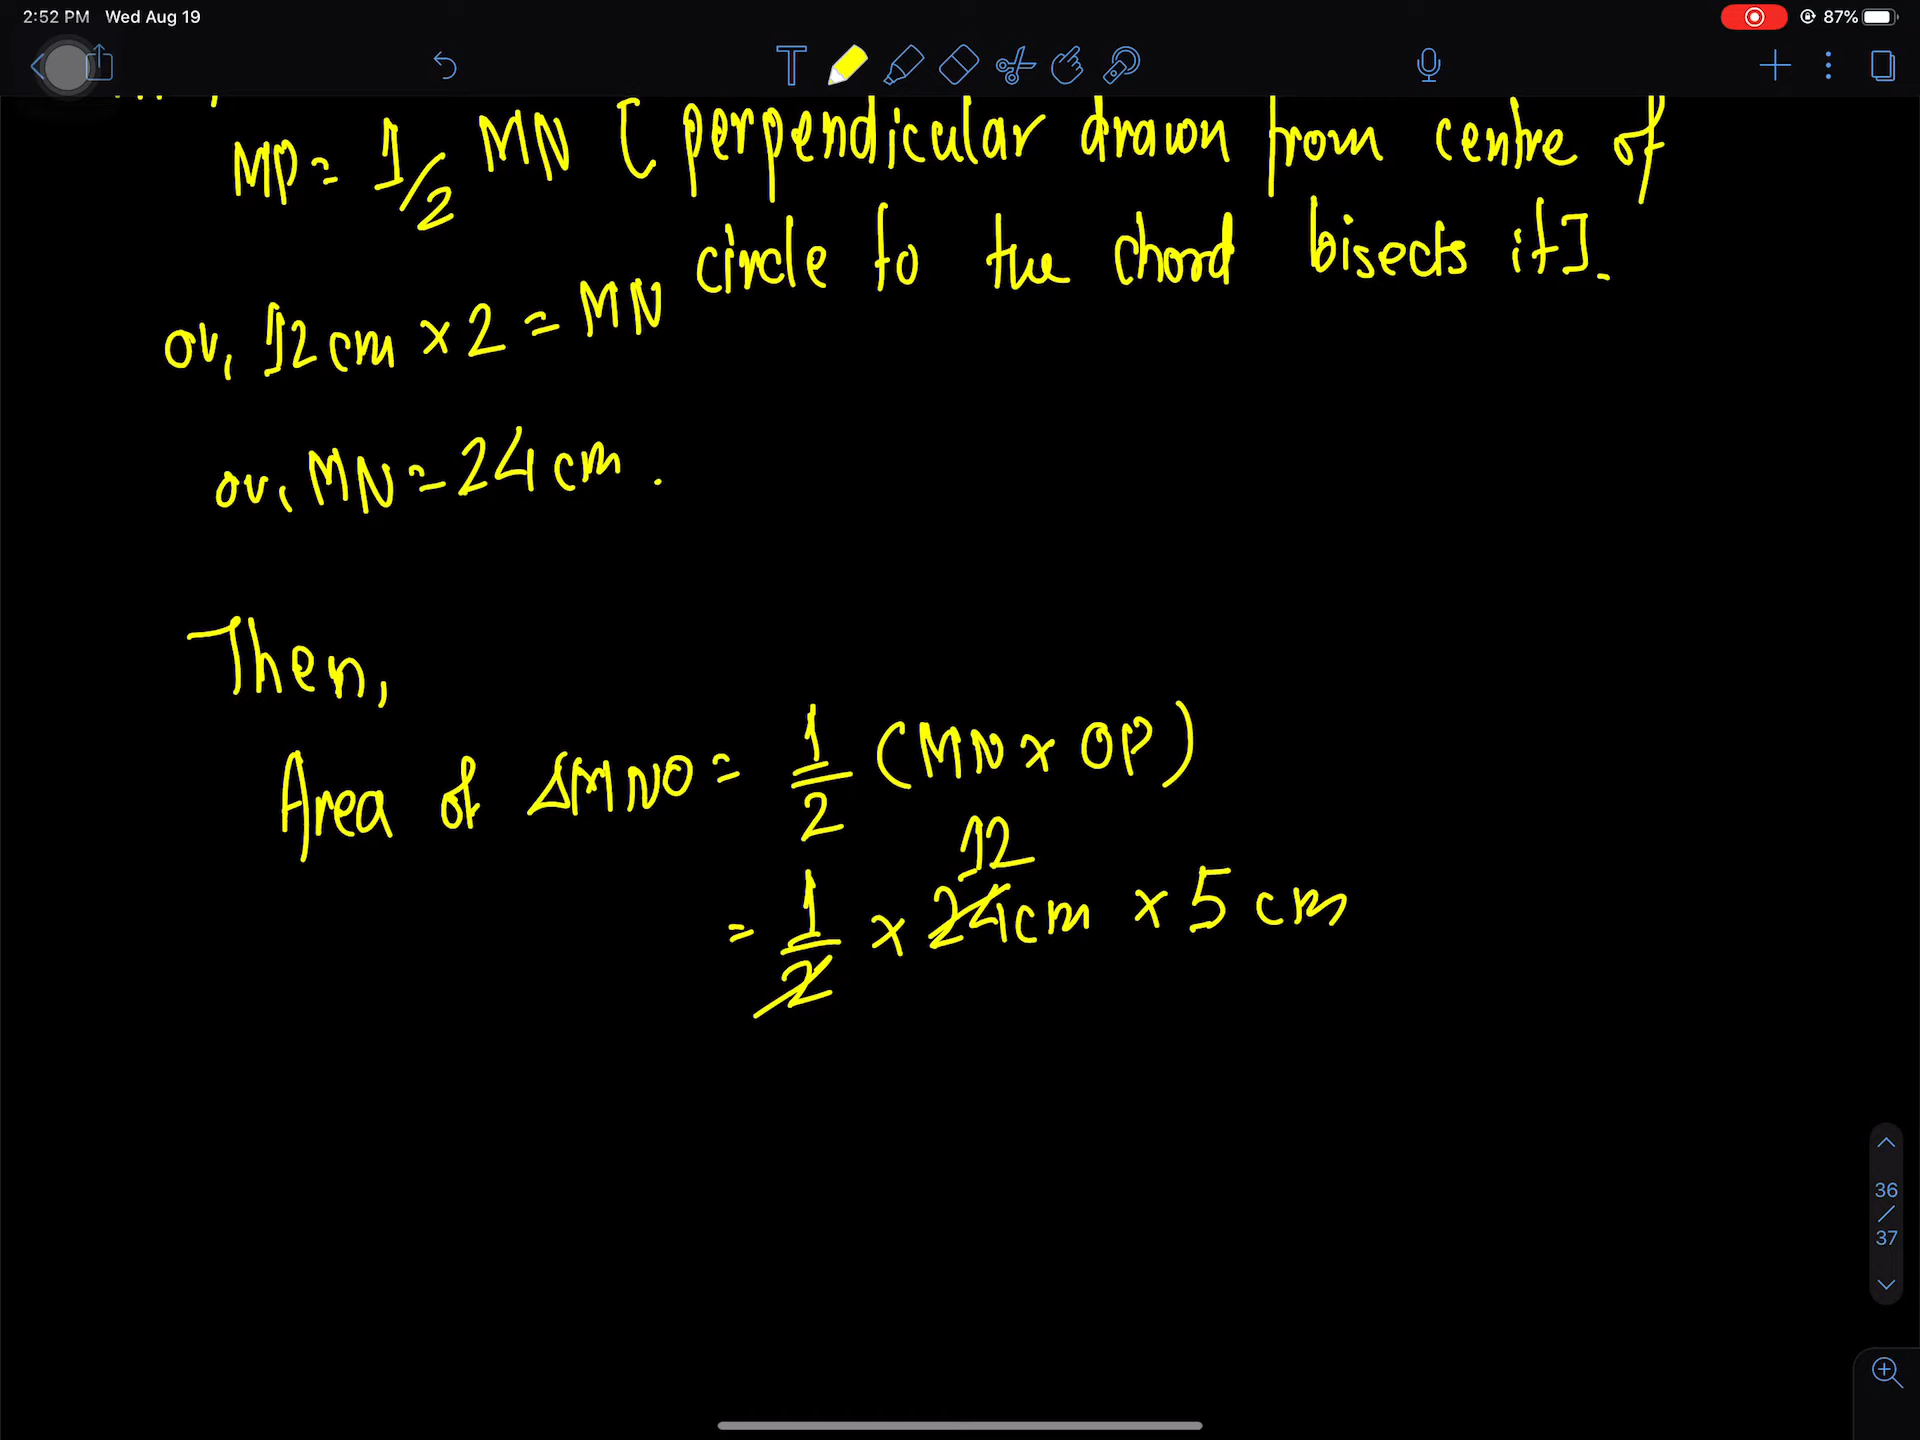 2:52 PM Wed Aug 19
87%
T
MP = 1/2 MN [perpendicular drawn from centre of
circle to the chord bisects it].
or, 12 cm × 2 = MN
or, MN = 24 cm.
Then,
Area of ΔMNO = 1/2 (MN × OP)
12
= 1/2 × 24 cm × 5 cm
36
/
37